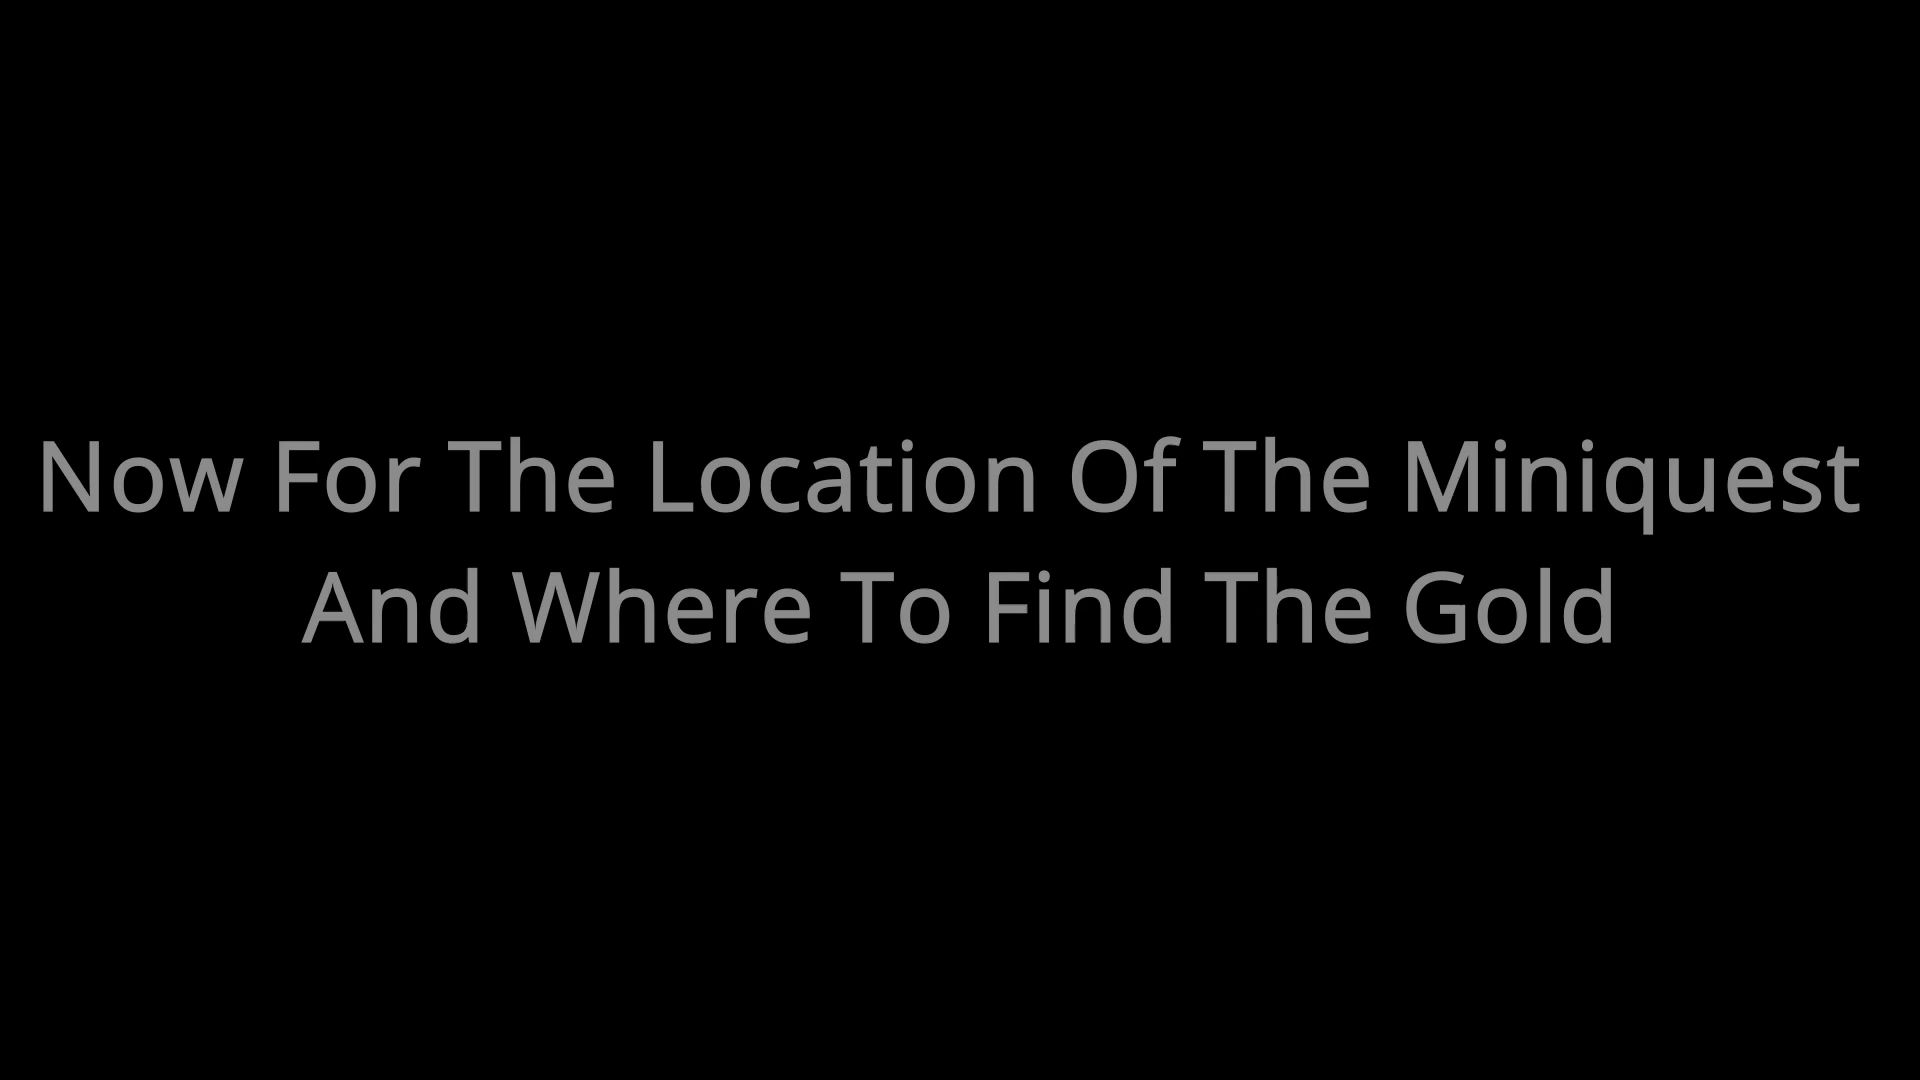 Now For The Location Of The Miniquest
And Where To Find The Gold